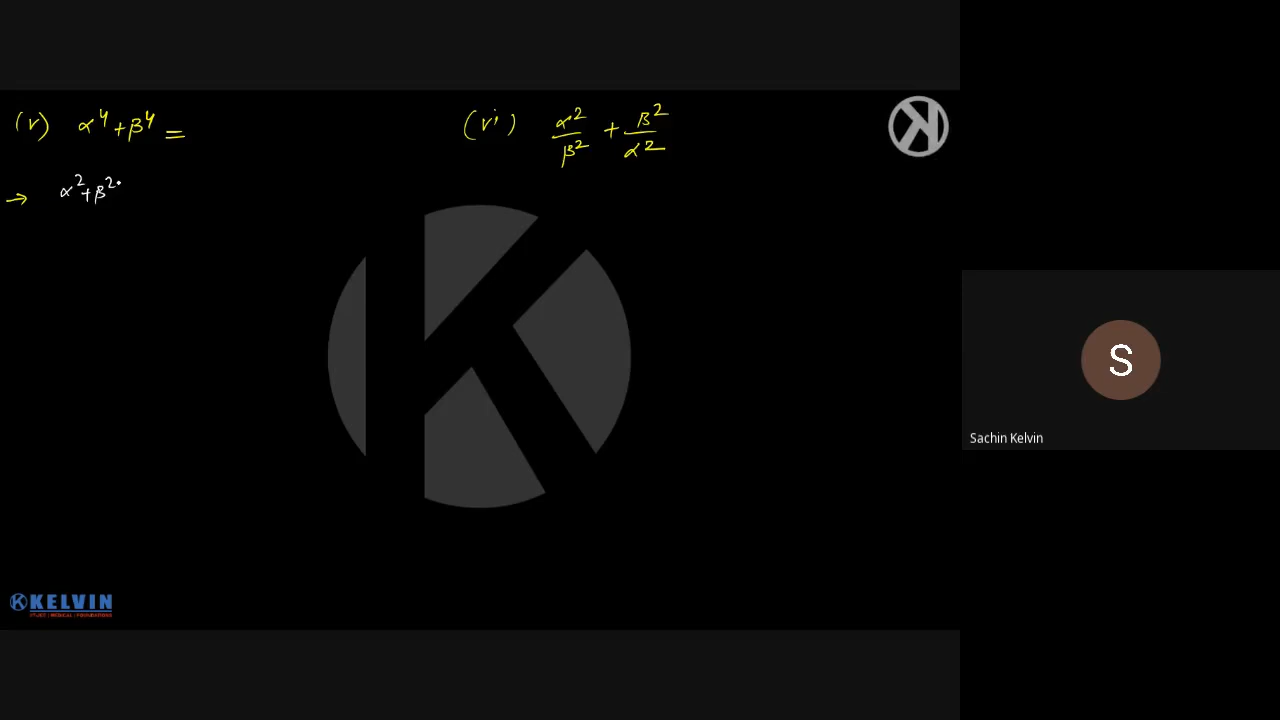 (v) α⁴+β⁴ =
(vi) α²/β² + β²/α²
→ α²+β²
S
Sachin Kelvin
KELVIN